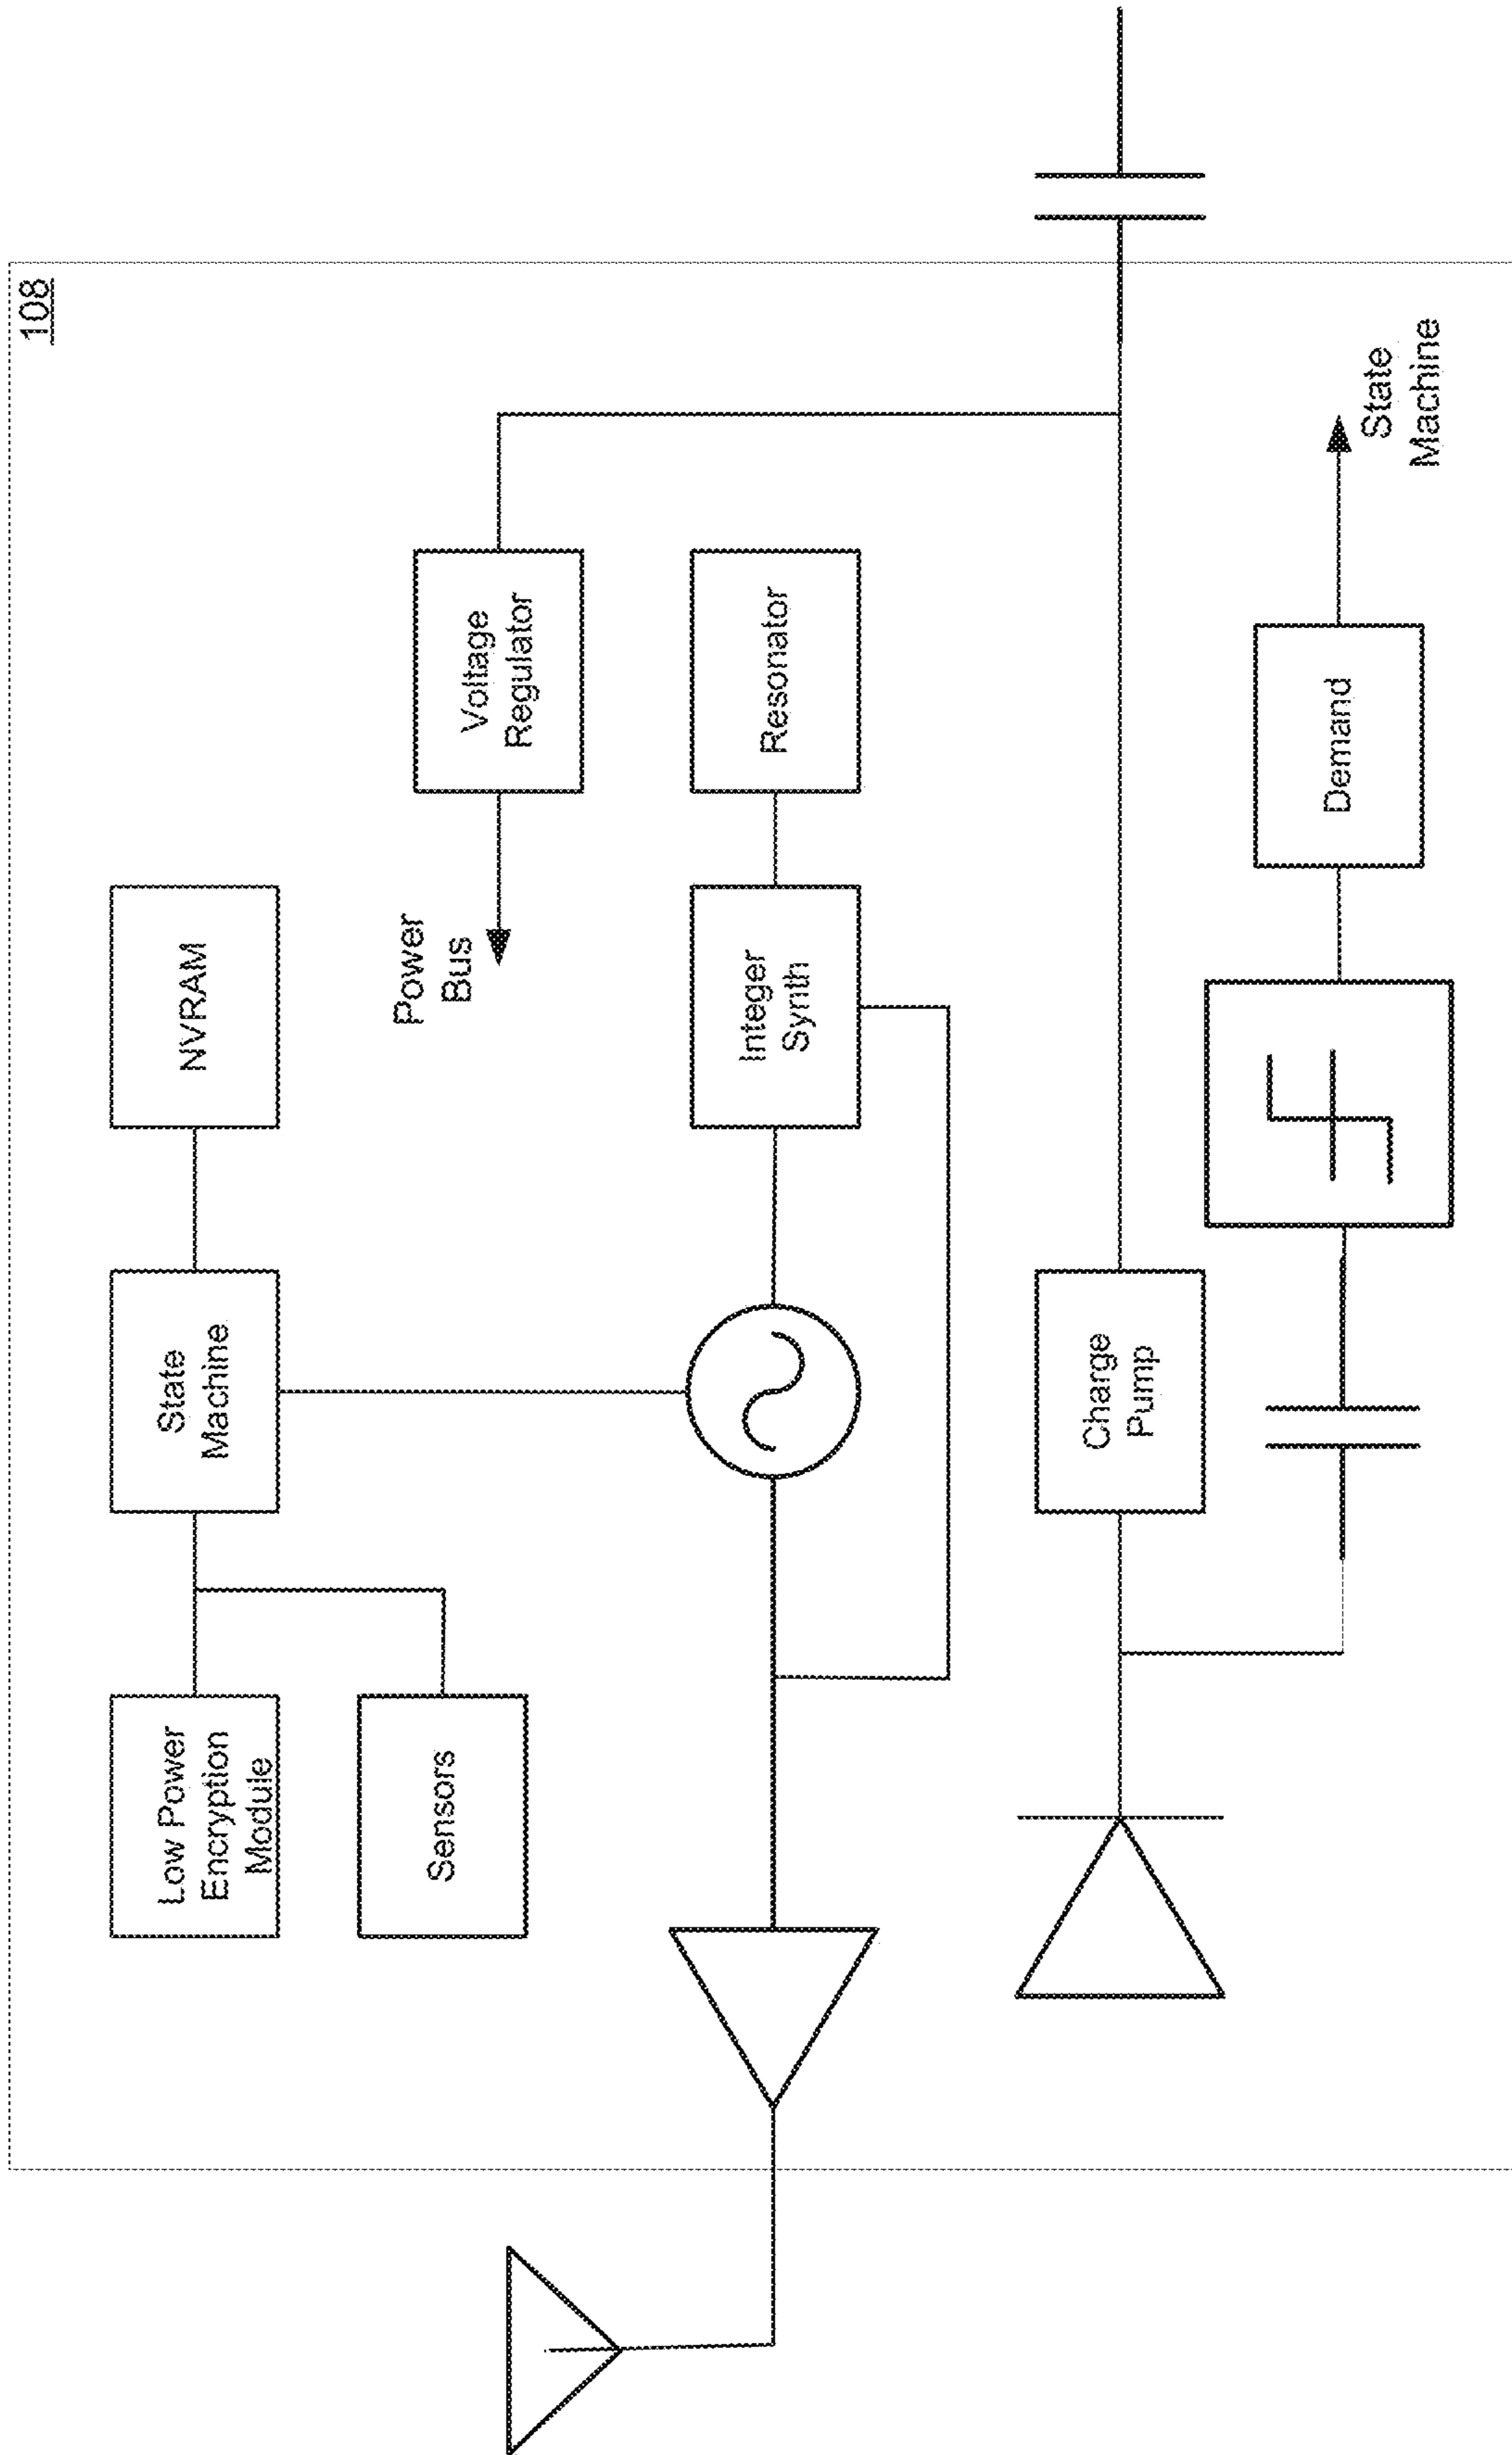 108
Low Power
Encryption
Module
State
Machine
NVRAM
Sensors
Power
Bus
Voltage
Regulator
Integer
Synth
Resonator
Charge
Pump
Demand
State
Machine